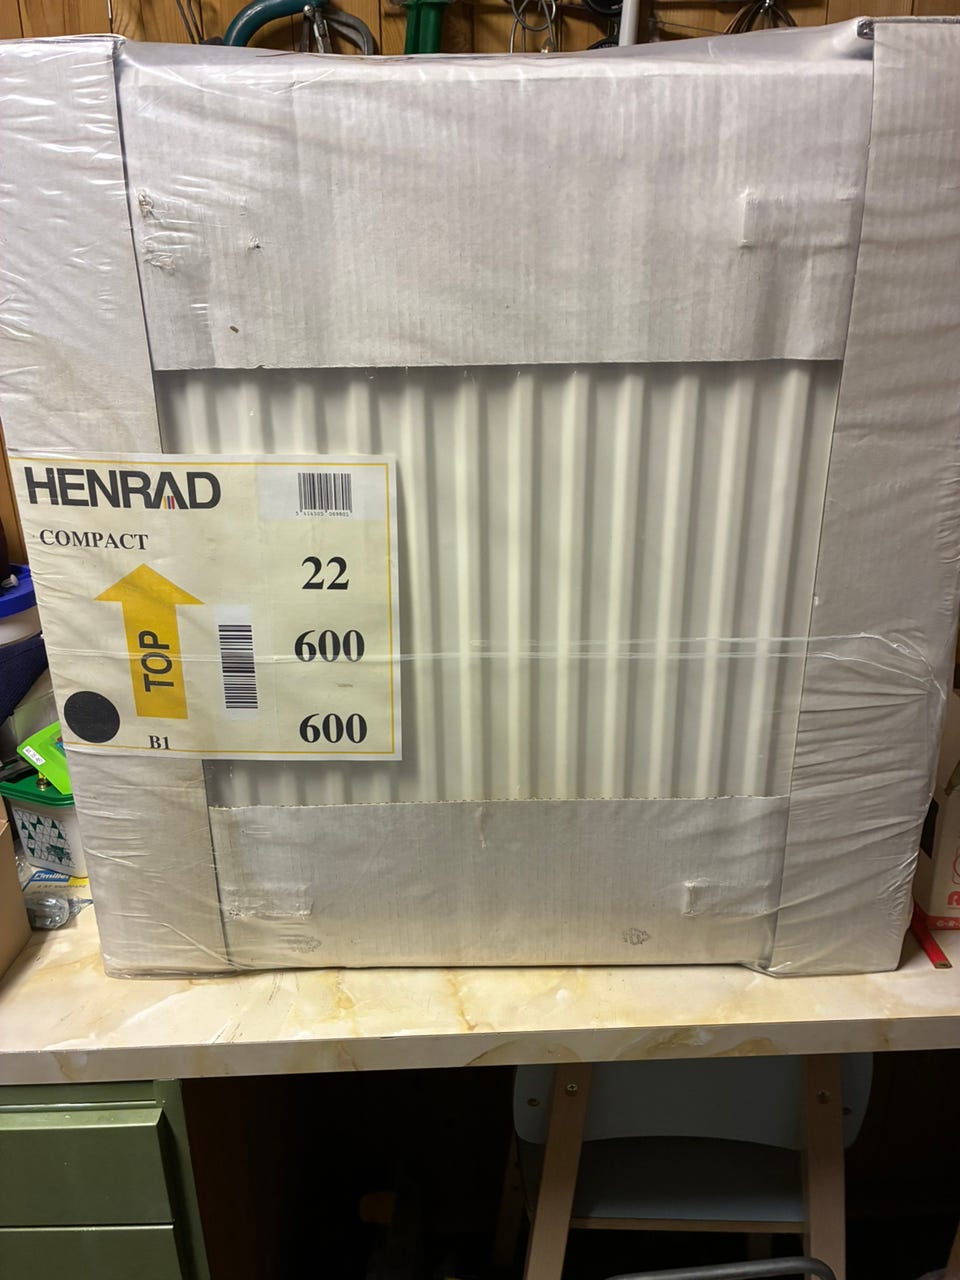 HENRAD
COMPACT
22
600
600
TOP
B1